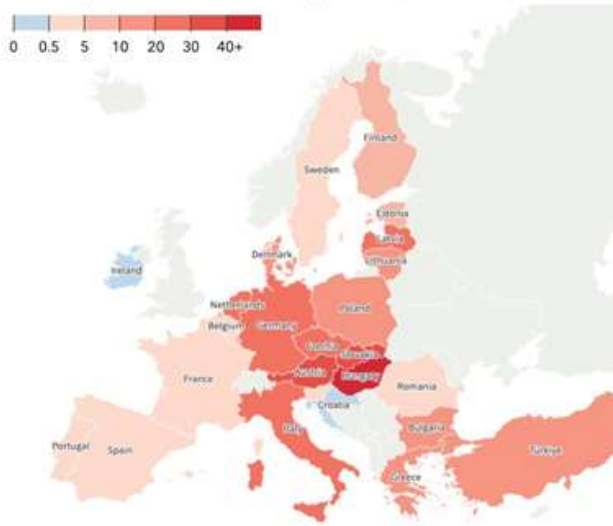 0 0.5 5 10 20 30 40+
Finland
Sweden
Estonia
Latvia
Denmark
Lithuania
Ireland
Netherlands
Poland
Belgium
Germany
Czechia
Slovakia
Austria
Hungary
France
Romania
Croatia
Italy
Bulgaria
Portugal
Spain
Türkiye
Greece